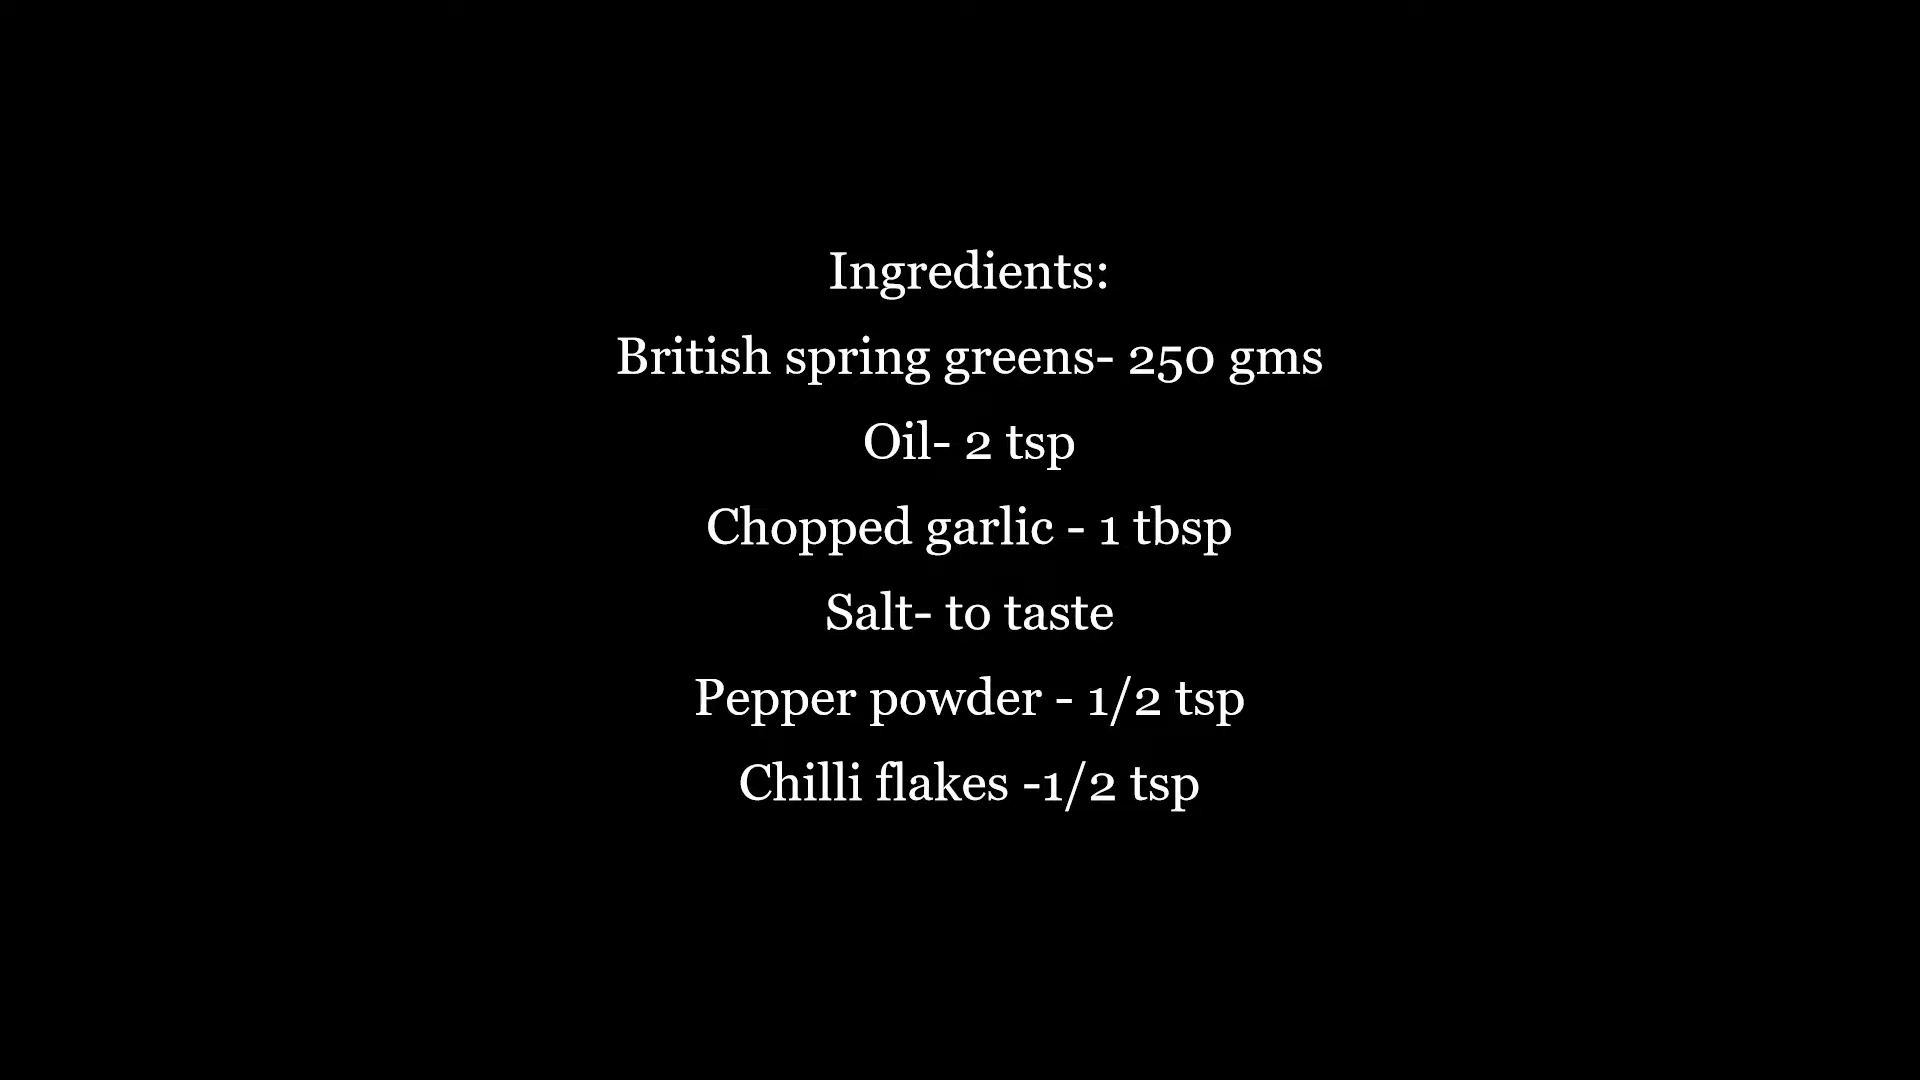 Ingredients:
British spring greens- 250 gms
Oil- 2 tsp
Chopped garlic - 1 tbsp
Salt- to taste
Pepper powder - 1/2 tsp
Chilli flakes -1/2 tsp